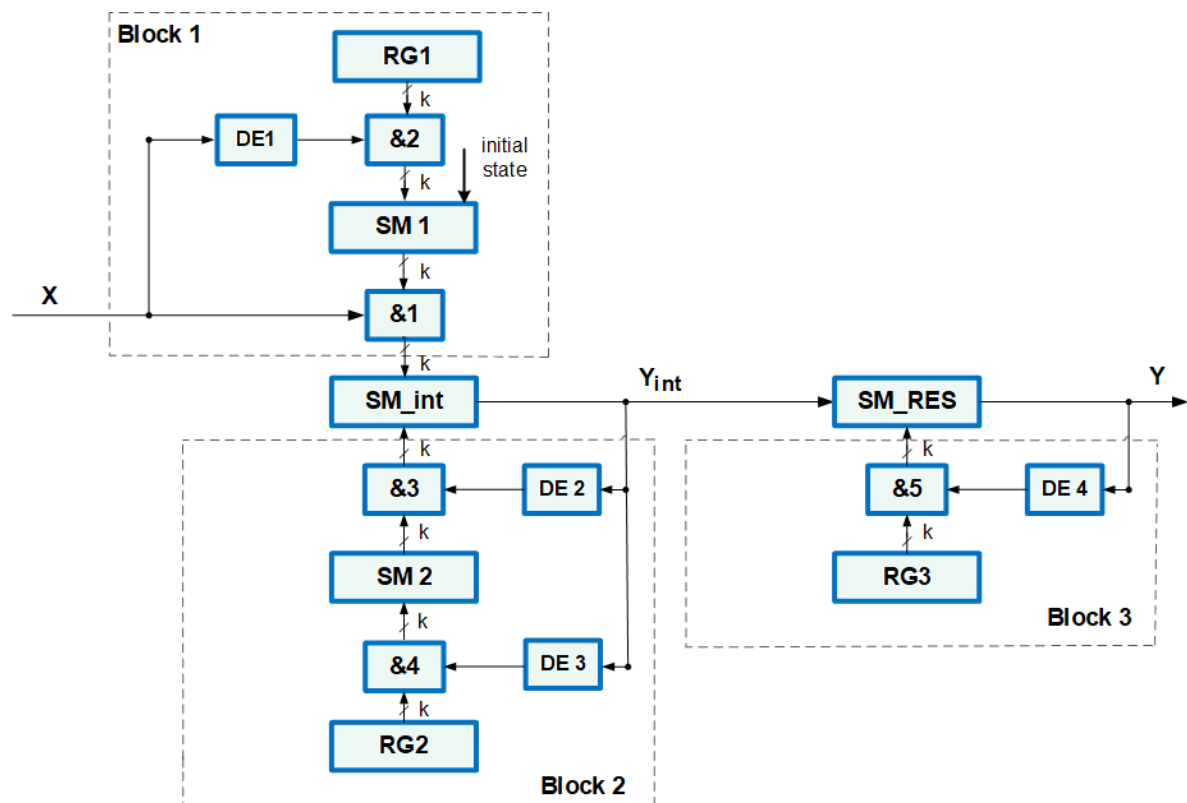 Block 1
RG1
k
DE1
&2
initial
state
k
SM 1
k
X
&1
k
SM_int
Yint
SM_RES
Y
k
k
&3
DE 2
&5
DE 4
k
k
SM 2
RG3
k
Block 3
&4
DE 3
k
RG2
Block 2